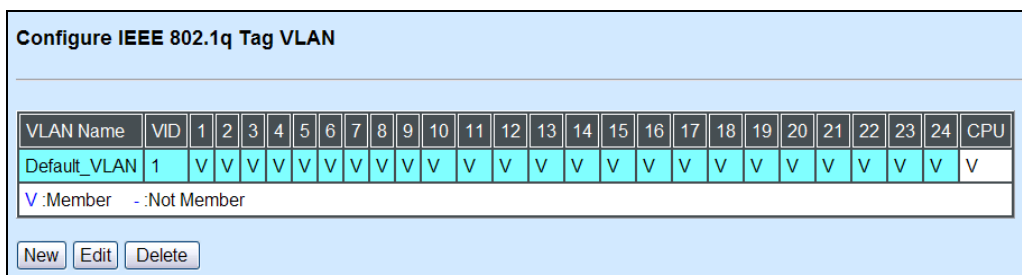 Configure IEEE 802.1q Tag VLAN
VLAN Name VID 1 2 3 4 5 6 7 8 9 10 11 12 13 14 15 16 17 18 19 20 21 22 23 24 CPU
Default_VLAN 1 V V V V V V V V V V V V V V V V V V V V V V V V V
V :Member - :Not Member
New Edit Delete